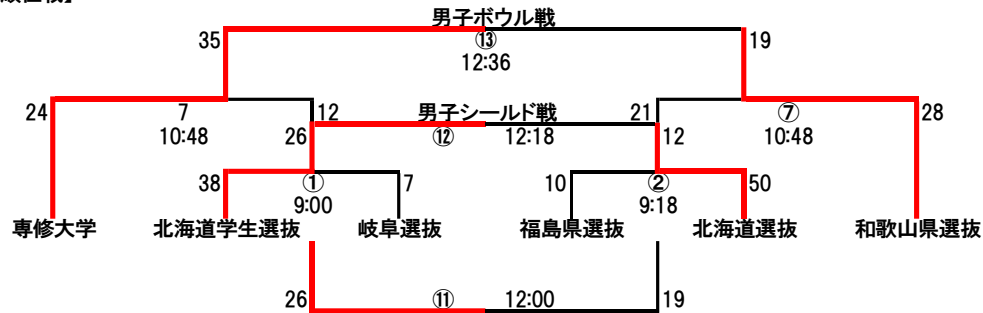 男子ボウル戦
35 ⑬ 19
12:36
24 7 12 男子シールド戦 21 ⑦ 28
10:48 26 ⑫ 12:18 12 10:48
38 ① 7 10 ② 50
9:00 9:18
専修大学 北海道学生選抜 岐阜選抜 福島県選抜 北海道選抜 和歌山県選抜
26 ⑪ 12:00 19